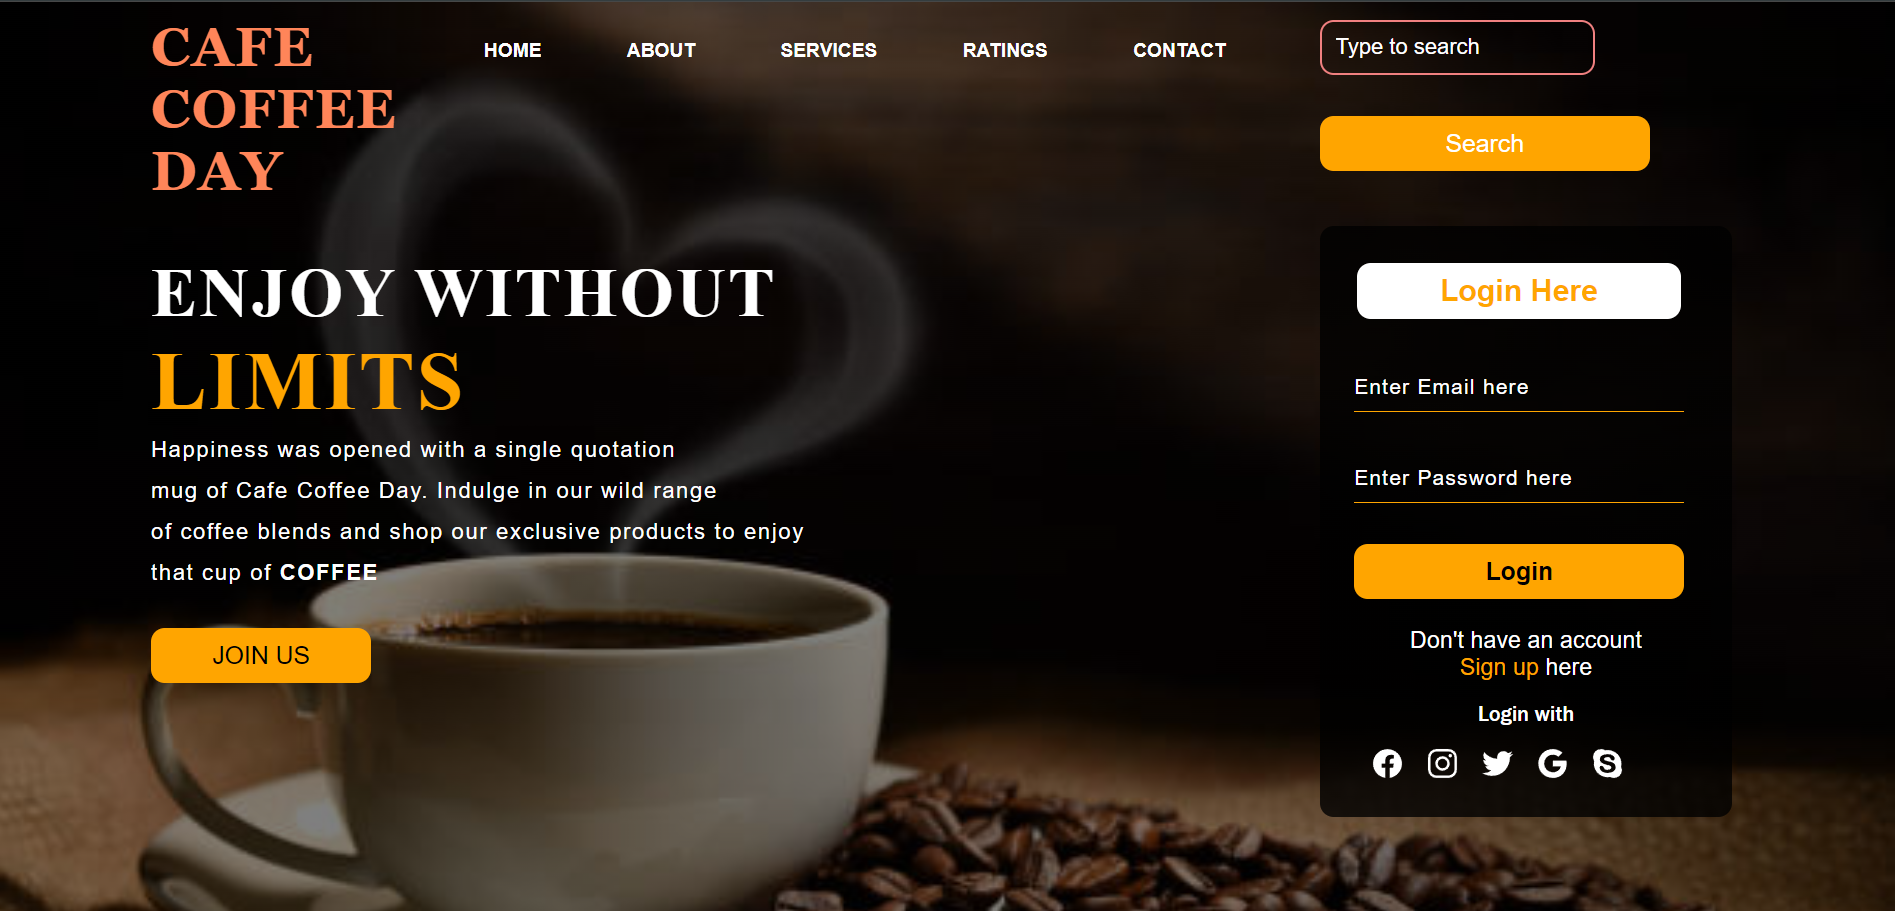 CAFE
COFFEE
DAY
HOME ABOUT SERVICES RATINGS CONTACT
Type to search
Search
ENJOY WITHOUT
LIMITS
Happiness was opened with a single quotation
mug of Cafe Coffee Day. Indulge in our wild range
of coffee blends and shop our exclusive products to enjoy
that cup of COFFEE
JOIN US
Login Here
Enter Email here
Enter Password here
Login
Don't have an account
Sign up here
Login with